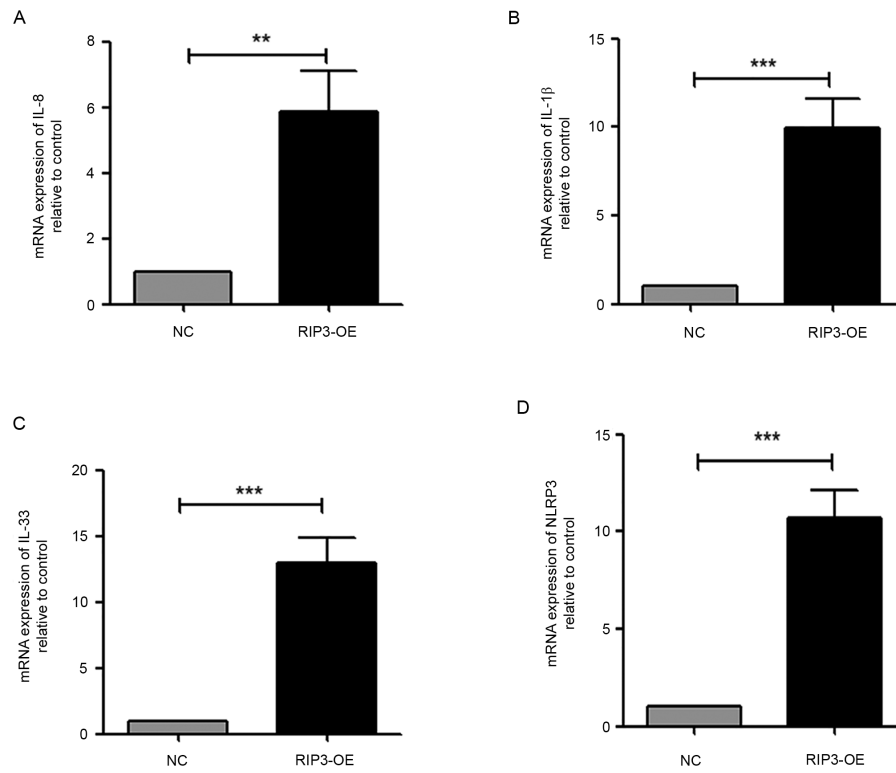 A
mRNA expression of IL-8
relative to control
8
6
4
2
0
**
NC
RIP3-OE
B
mRNA expression of IL-1β
relative to control
15
10
5
0
***
NC
RIP3-OE
C
mRNA expression of IL-33
relative to control
20
15
10
5
0
***
NC
RIP3-OE
D
mRNA expression of NLRP3
relative to control
15
10
5
0
***
NC
RIP3-OE